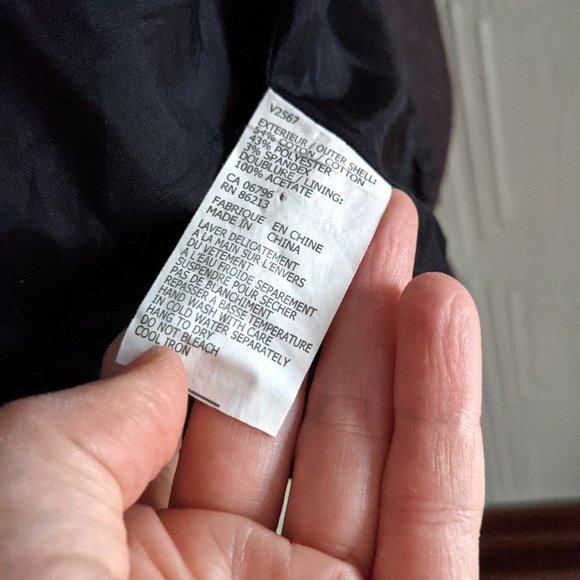 V2567
EXTERIEUR / OUTER SHELL:
54% COTON / COTTON
43% POLYESTER
3% SPANDEX
DOUBLURE / LINING:
100% ACETATE
CA 06796
RN 86213
FABRIQUE EN CHINE
MADE IN CHINA
LAVER DELICATEMENT
A LA MAIN SUR L'ENVERS
DU VETEMENT
A L'EAU FROIDE SEPAREMENT
SUSPENDRE POUR SECHER
PAS DE BLANCHIMENT
REPASSER A BASSE TEMPERATURE
HAND WASH WITH CARE
IN COLD WATER SEPARATELY
HANG TO DRY
DO NOT BLEACH
COOL IRON